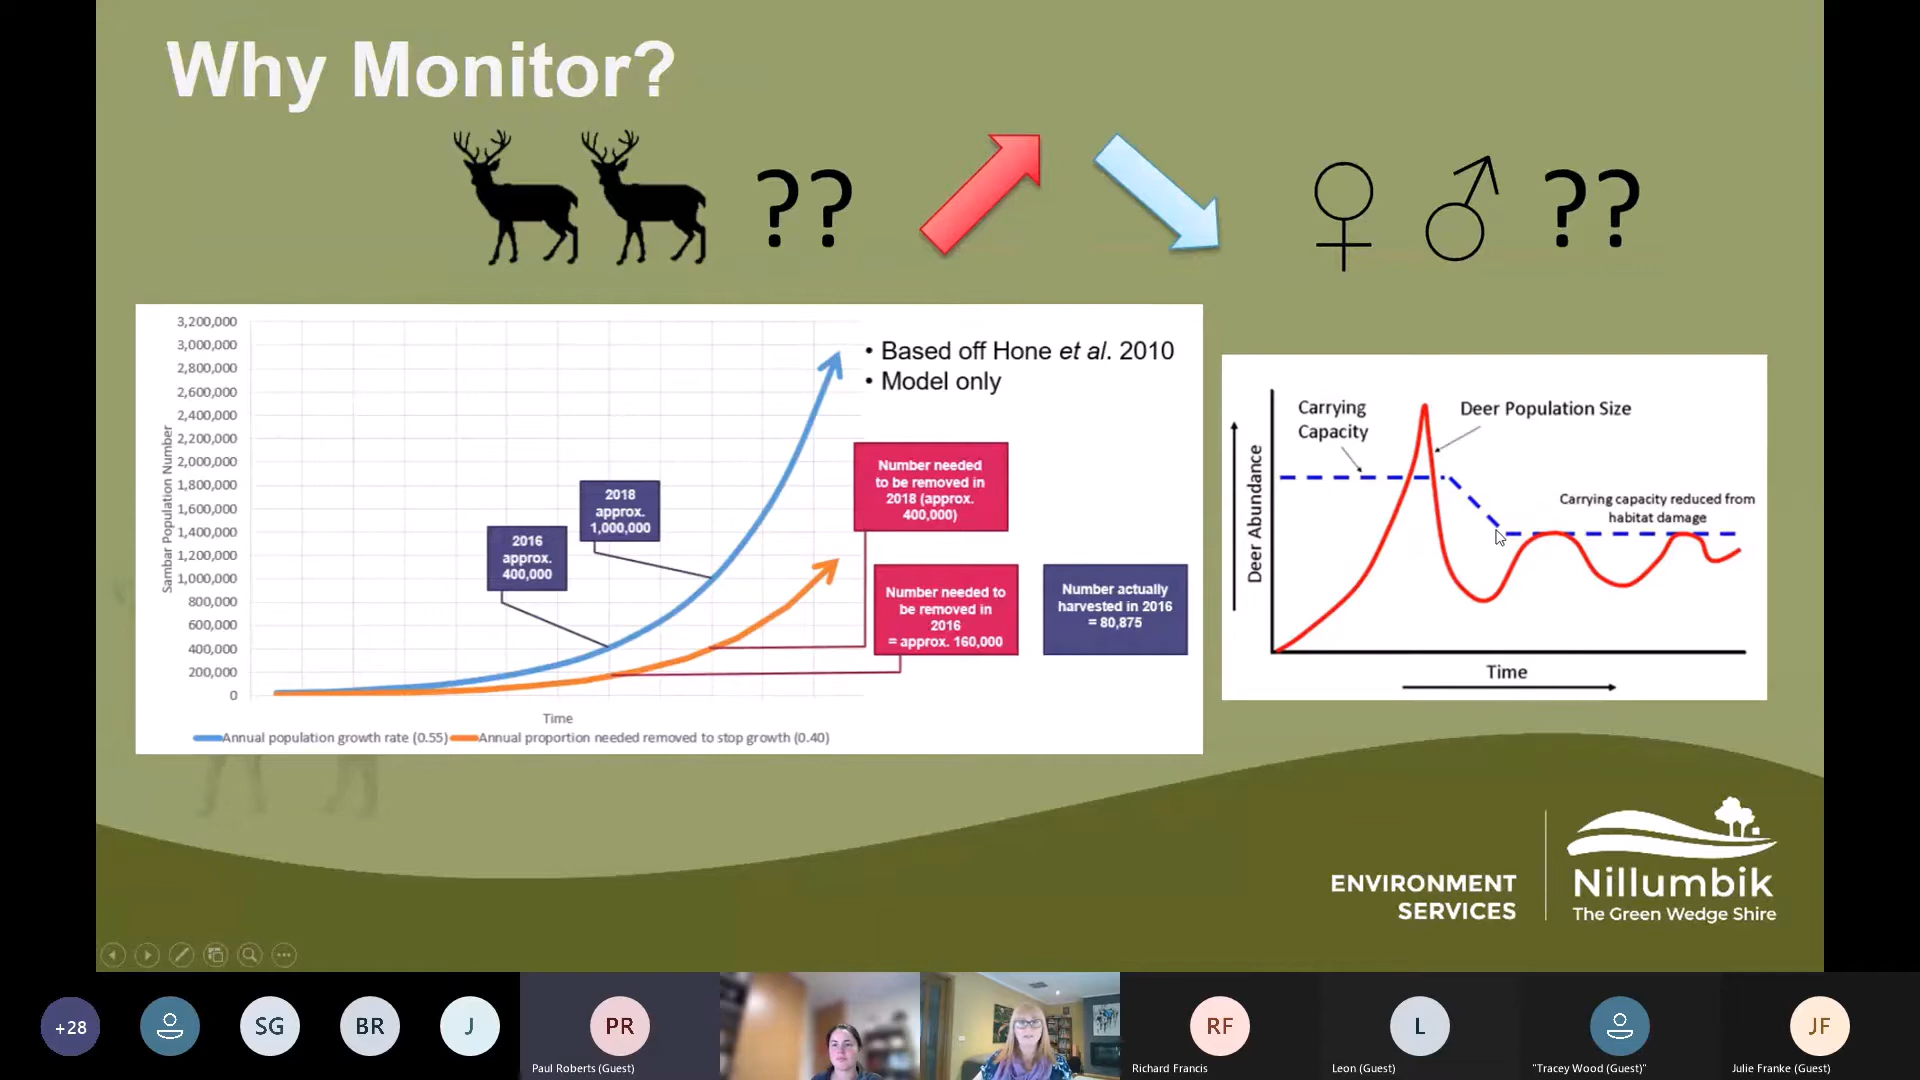 Why Monitor?
??
??
3,200,000
3,000,000
2,800,000
2,600,000
2,400,000
2,200,000
2,000,000
1,800,000
1,600,000
1,400,000
1,200,000
1,000,000
800,000
600,000
400,000
200,000
0
Sambar Population Number
Time
Annual population growth rate (0.55)
Annual proportion needed removed to stop growth (0.40)
2016
approx.
400,000
2018
approx.
1,000,000
• Based off Hone et al. 2010
• Model only
Number needed
to be removed in
2018 (approx.
400,000)
Number needed to
be removed in
2016
= approx. 160,000
Number actually
harvested in 2016
= 80,875
Carrying
Capacity
Deer Population Size
Carrying capacity reduced from
habitat damage
Deer Abundance
Time
ENVIRONMENT
SERVICES
Nillumbik
The Green Wedge Shire
+28
SG
BR
J
PR
Paul Roberts (Guest)
RF
Richard Francis
L
Leon (Guest)
"Tracey Wood (Guest)"
JF
Julie Franke (Guest)